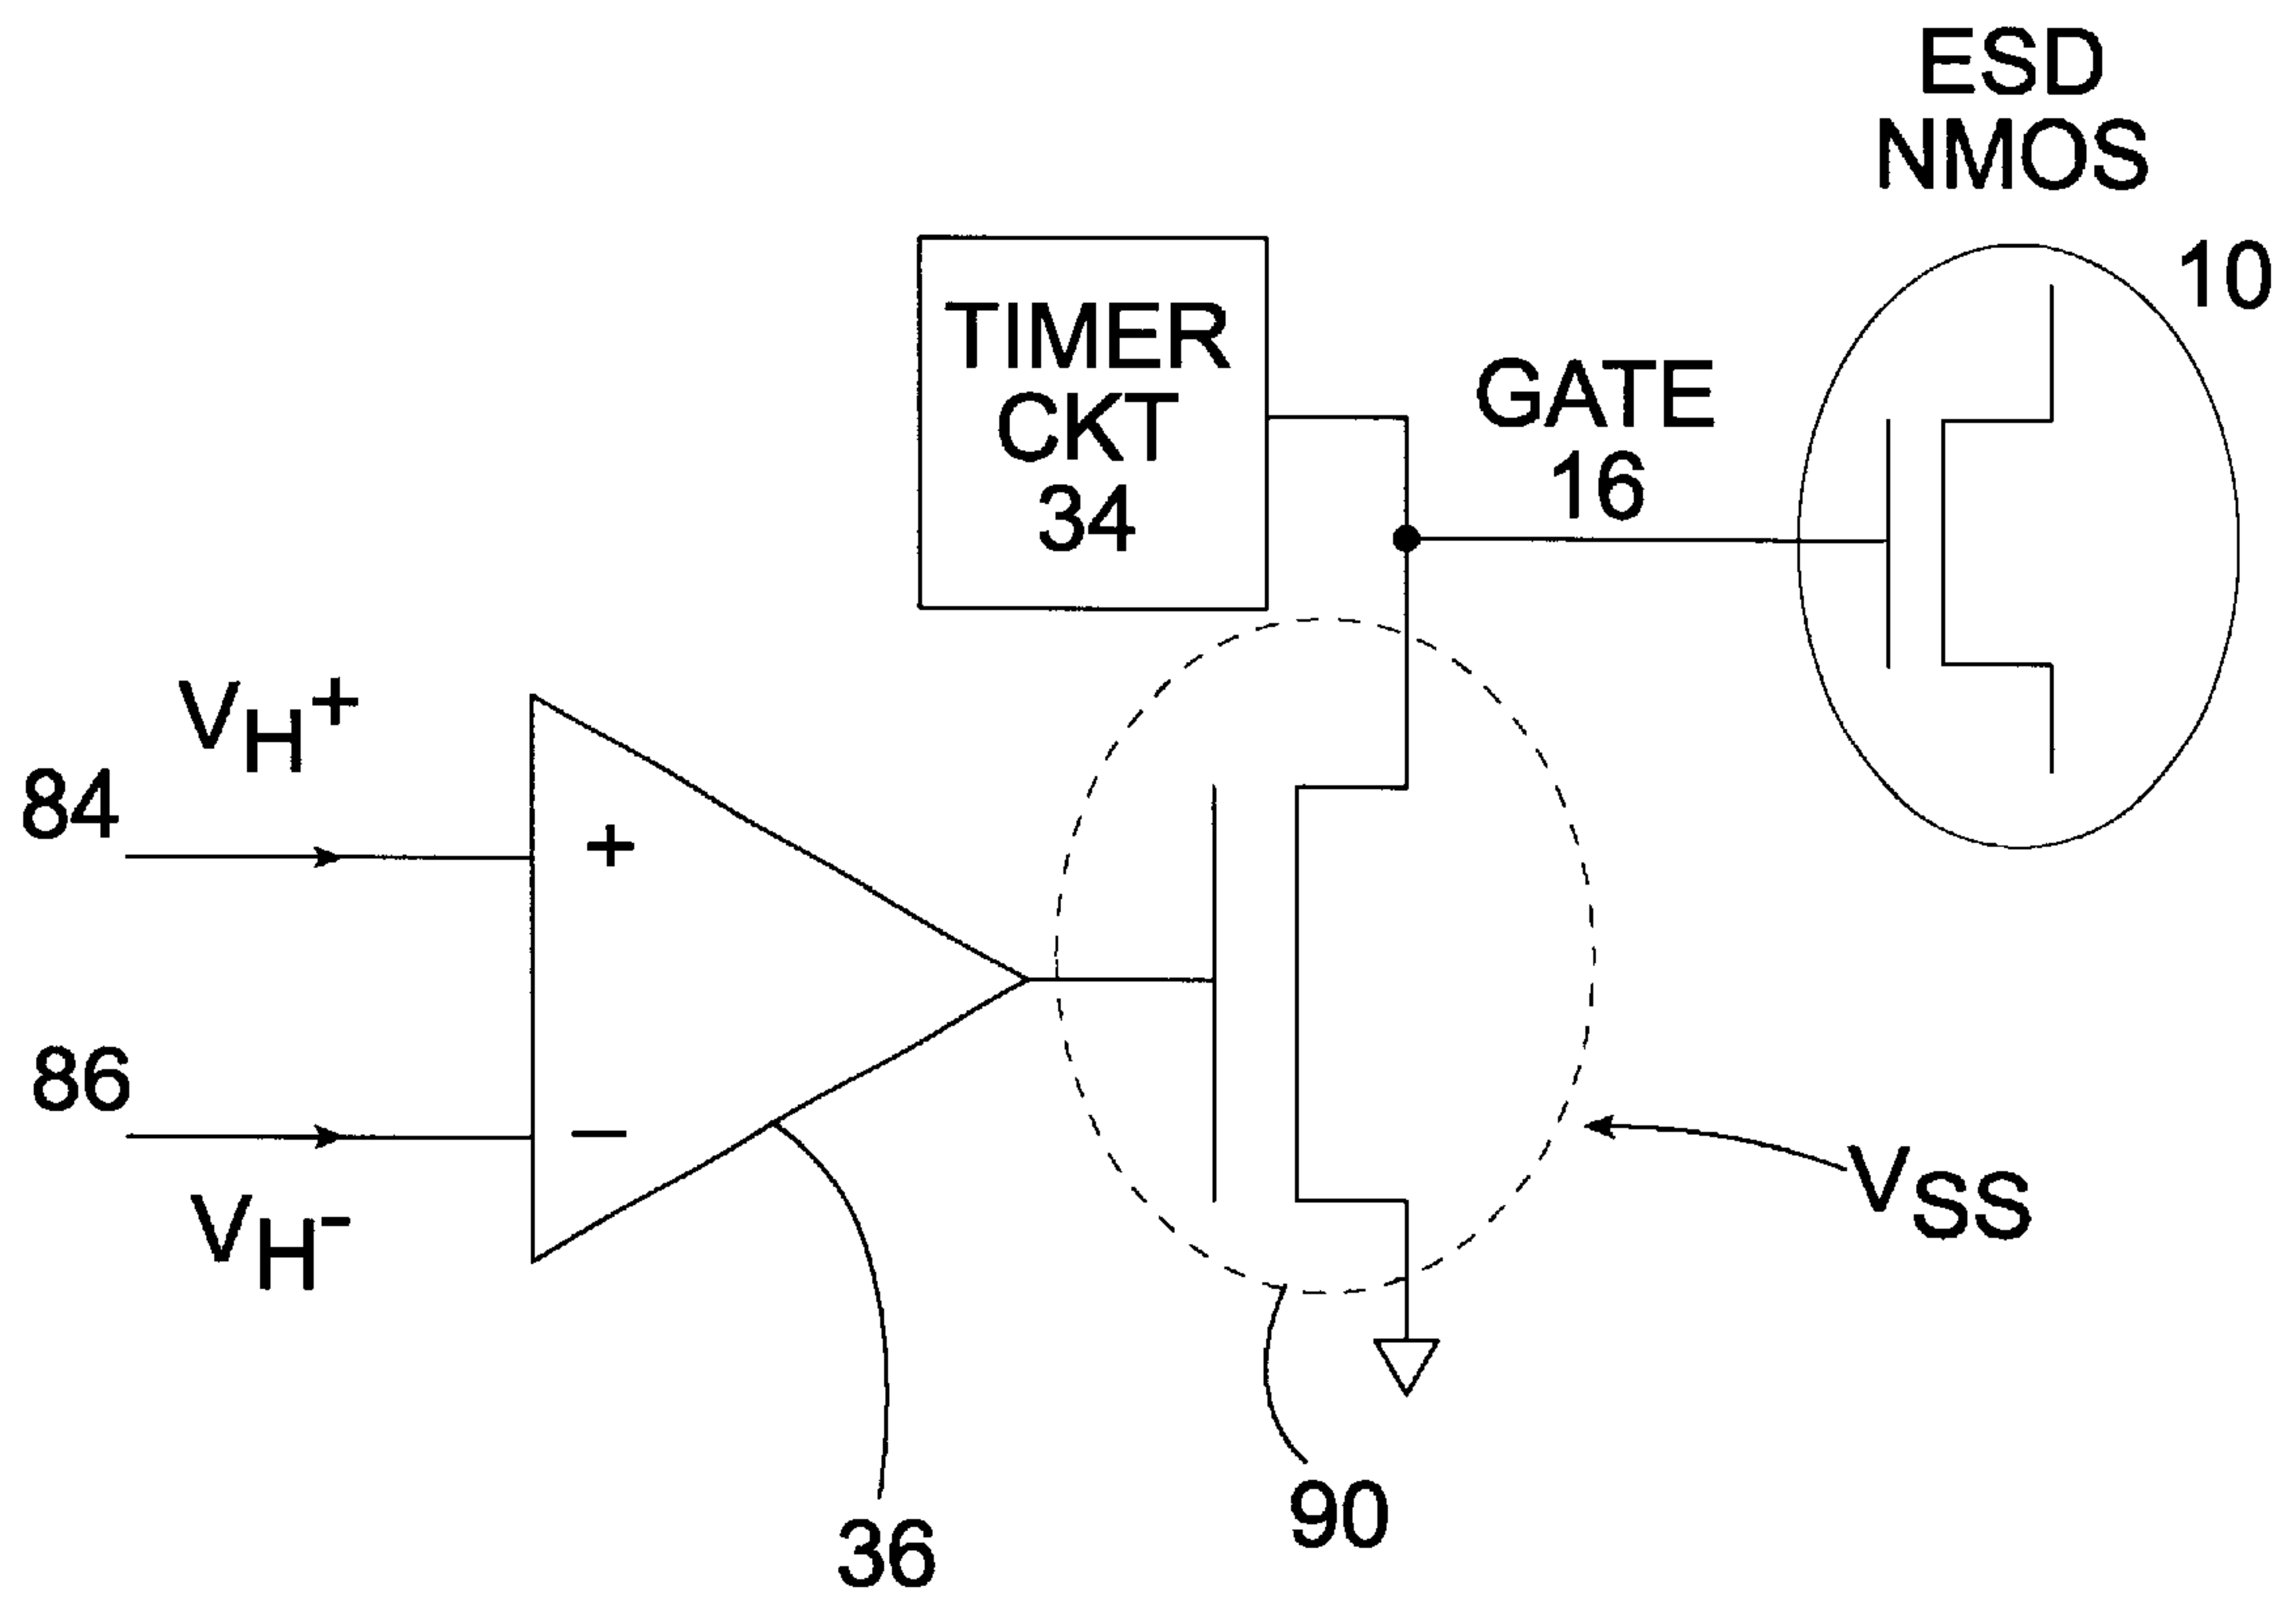 ESD
NMOS
10
TIMER
CKT
34
GATE
16
VH+
84
+
86
−
VH-
VSS
90
36